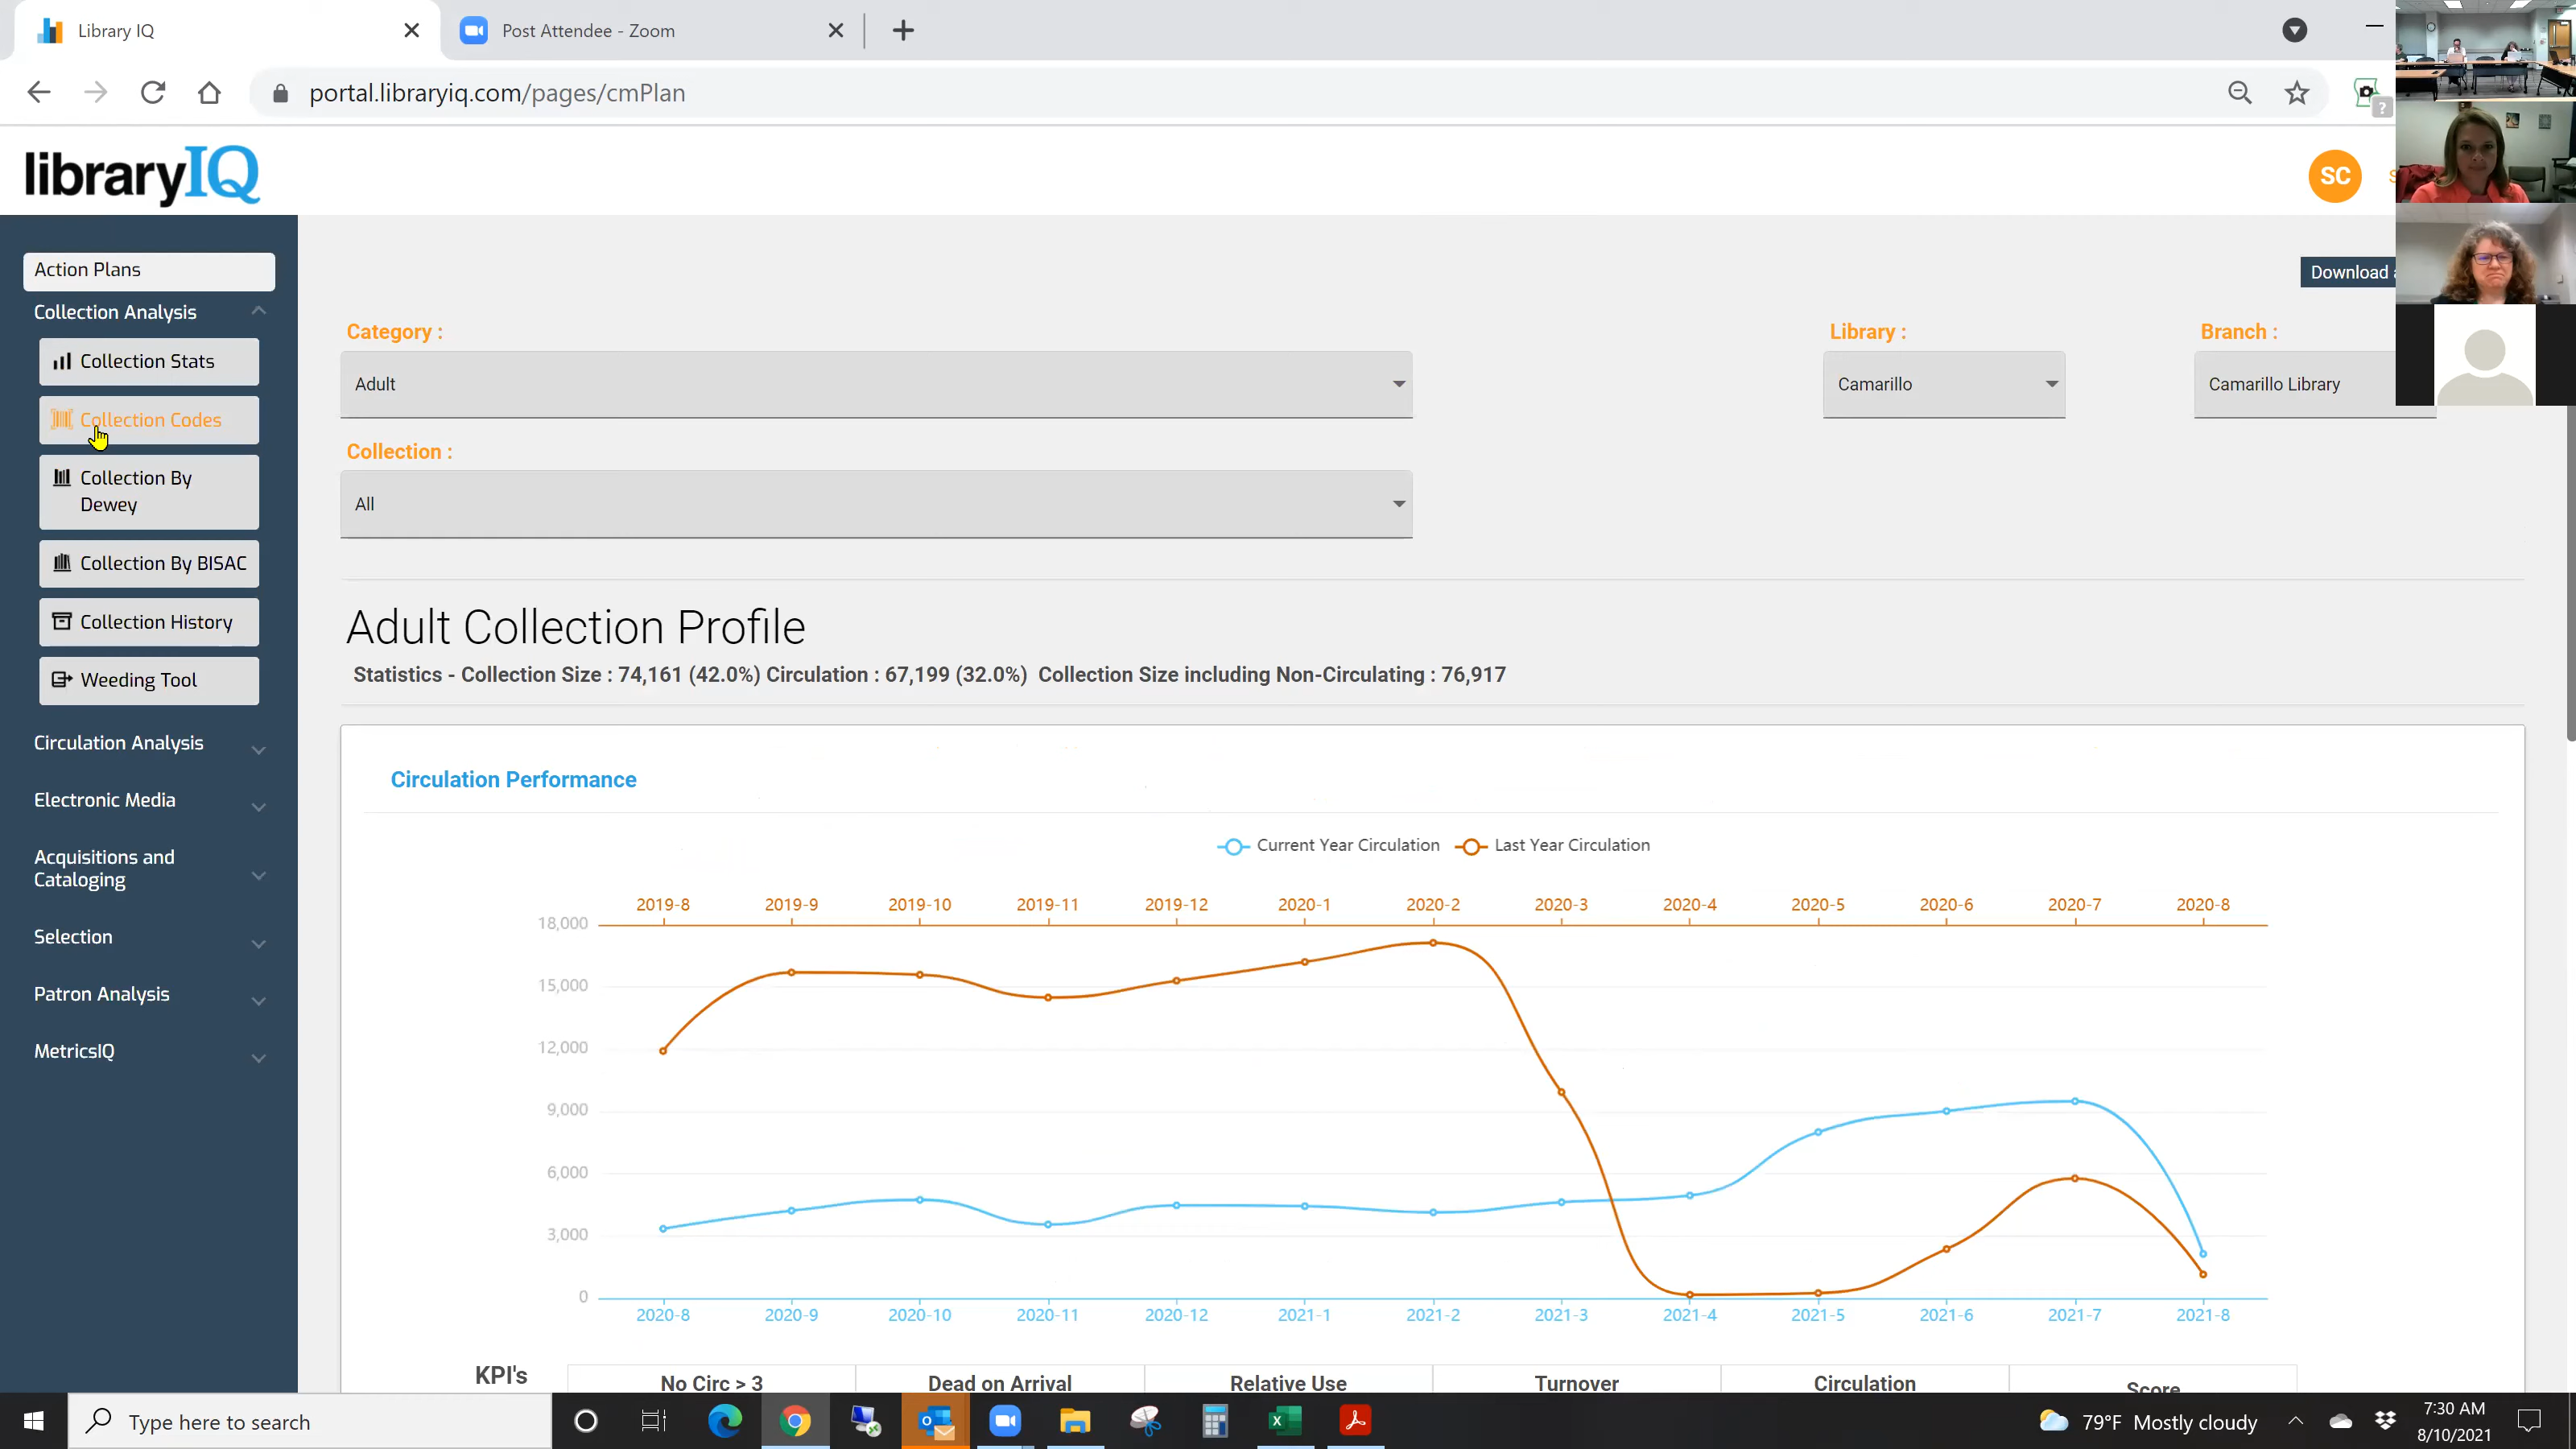 Library IQ
Post Attendee - Zoom
portal.libraryiq.com/pages/cmPlan
libraryIQ
SC
Action Plans
Collection Analysis
Collection Stats
Collection Codes
Collection By
Dewey
Collection By BISAC
Collection History
Weeding Tool
Circulation Analysis
Electronic Media
Acquisitions and
Cataloging
Selection
Patron Analysis
MetricsIQ
Download
Category :
Library :
Branch :
Adult
Camarillo
Camarillo Library
Collection :
All
Adult Collection Profile
Statistics - Collection Size : 74,161 (42.0%) Circulation : 67,199 (32.0%) Collection Size including Non-Circulating : 76,917
Circulation Performance
Current Year Circulation Last Year Circulation
2019-8 2019-9 2019-10 2019-11 2019-12 2020-1 2020-2 2020-3 2020-4 2020-5 2020-6 2020-7 2020-8
18,000
15,000
12,000
9,000
6,000
3,000
0
2020-8 2020-9 2020-10 2020-11 2020-12 2021-1 2021-2 2021-3 2021-4 2021-5 2021-6 2021-7 2021-8
KPI's No Circ > 3 Dead on Arrival Relative Use Turnover Circulation Score
Type here to search
79°F Mostly cloudy
7:30 AM
8/10/2021